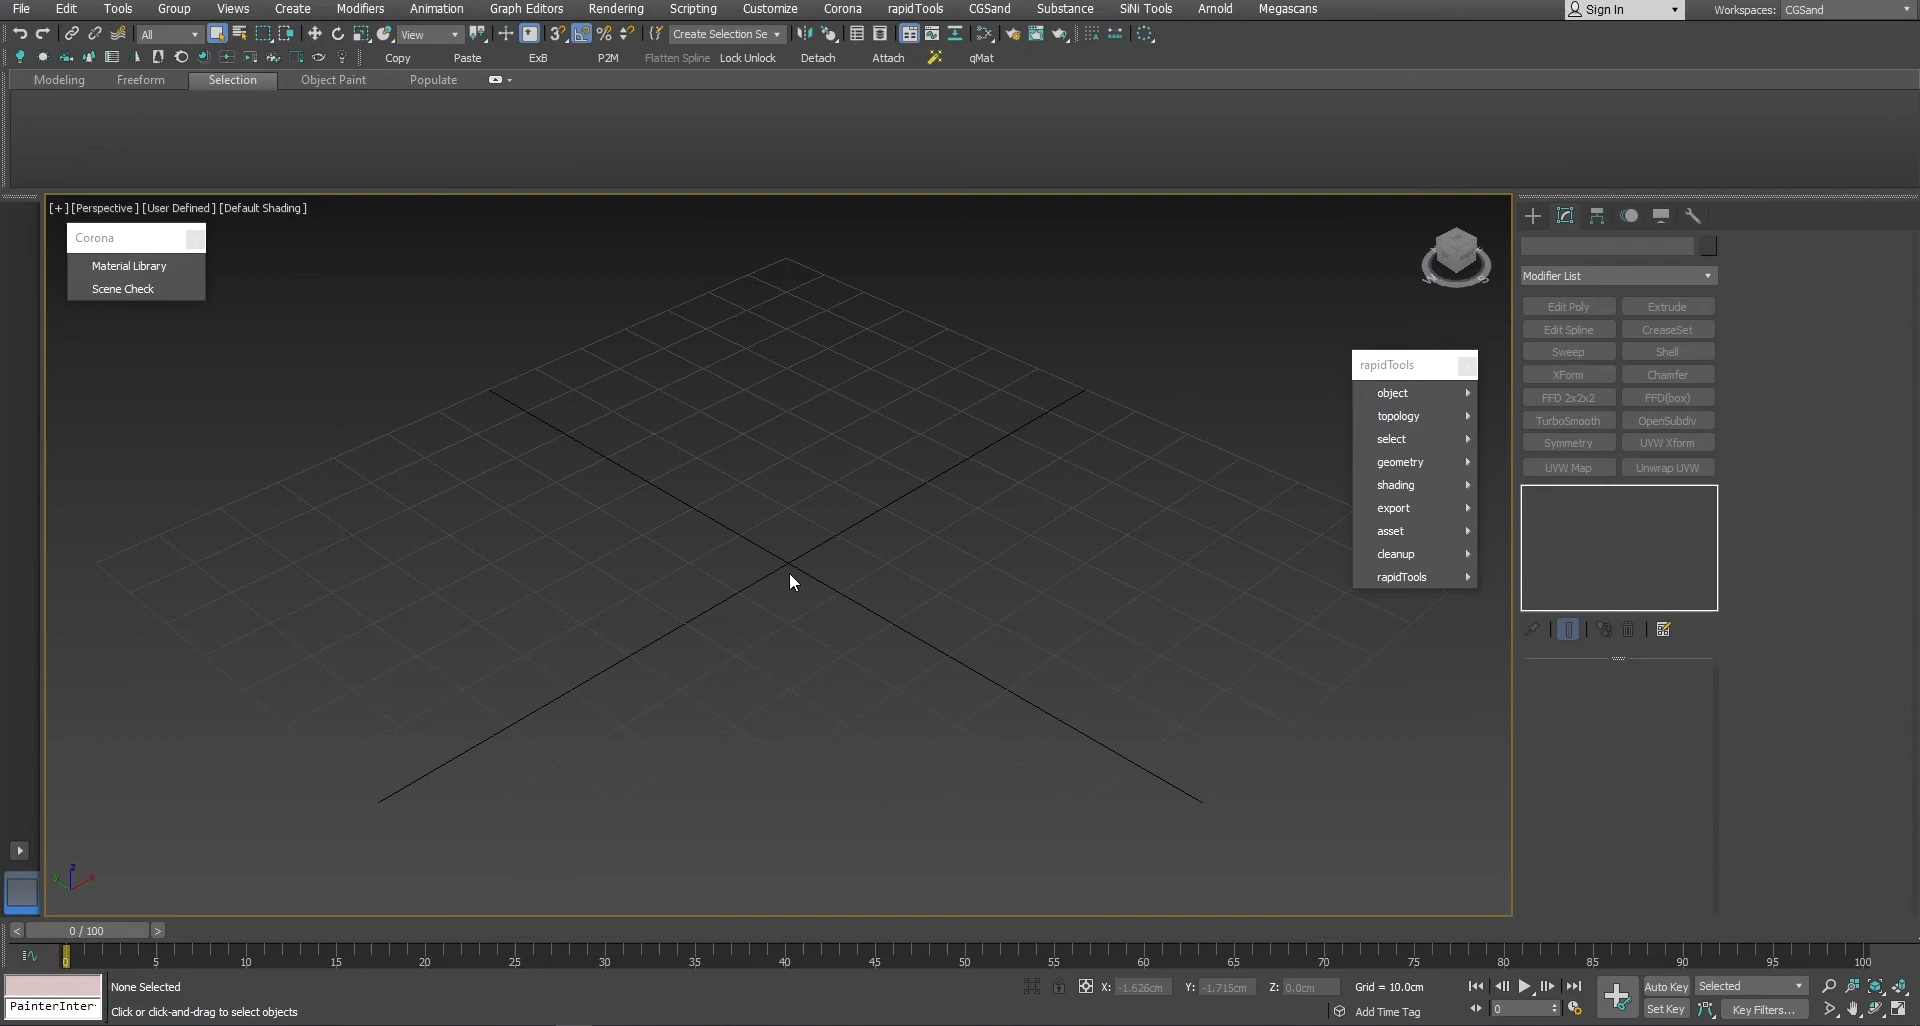 File Edit Tools Group Views Create Modifiers Animation Graph Editors Rendering Scripting Customize Corona rapidTools CGSand Substance SiNi Tools Arnold Megascans Sign In Workspaces: CGSand
All View Create Selection Se
Copy Paste ExB P2M Flatten Spline Lock Unlock Detach Attach qMat
Modeling Freeform Selection Object Paint Populate
[+] [Perspective] [User Defined] [Default Shading]
Corona
Material Library
Scene Check
rapidTools
object
topology
select
geometry
shading
export
asset
cleanup
rapidTools
Modifier List
Edit Poly Extrude
Edit Spline CreaseSet
Sweep Shell
XForm Chamfer
FFD 2x2x2 FFD(box)
TurboSmooth OpenSubdiv
Symmetry UVW Xform
UVW Map Unwrap UVW
z
y x
< 0 / 100 >
0 5 10 15 20 25 30 35 40 45 50 55 60 65 70 75 80 85 90 95 100
None Selected X: -1.626cm Y: -1.715cm Z: 0.0cm Grid = 10.0cm Auto Key Selected
PainterInter Click or click-and-drag to select objects Add Time Tag 0 Set Key Key Filters...